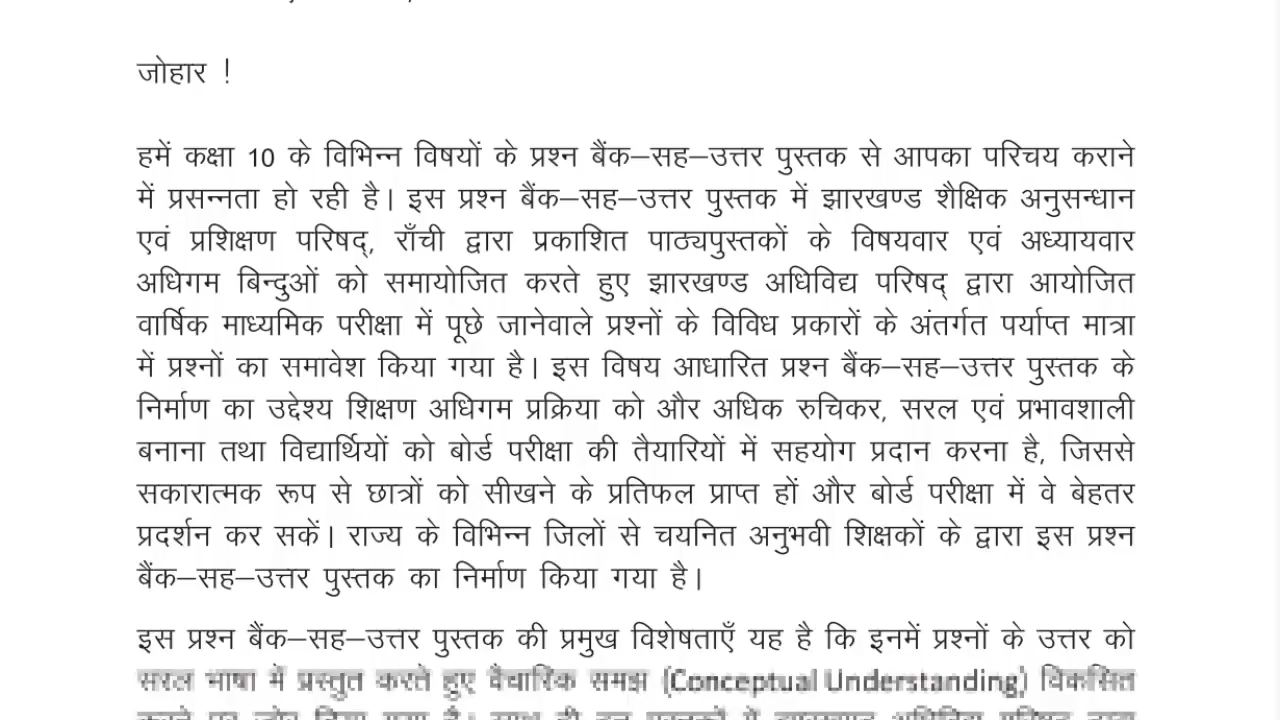 जोहार !
हमें कक्षा 10 के विभिन्न विषयों के प्रश्न बैंक–सह–उत्तर पुस्तक से आपका परिचय कराने
में प्रसन्नता हो रही है। इस प्रश्न बैंक–सह–उत्तर पुस्तक में झारखण्ड शैक्षिक अनुसन्धान
एवं प्रशिक्षण परिषद्, राँची द्वारा प्रकाशित पाठ्यपुस्तकों के विषयवार एवं अध्यायवार
अधिगम बिन्दुओं को समायोजित करते हुए झारखण्ड अधिविद्य परिषद् द्वारा आयोजित
वार्षिक माध्यमिक परीक्षा में पूछे जानेवाले प्रश्नों के विविध प्रकारों के अंतर्गत पर्याप्त मात्रा
में प्रश्नों का समावेश किया गया है। इस विषय आधारित प्रश्न बैंक–सह–उत्तर पुस्तक के
निर्माण का उद्देश्य शिक्षण अधिगम प्रक्रिया को और अधिक रुचिकर, सरल एवं प्रभावशाली
बनाना तथा विद्यार्थियों को बोर्ड परीक्षा की तैयारियों में सहयोग प्रदान करना है, जिससे
सकारात्मक रूप से छात्रों को सीखने के प्रतिफल प्राप्त हों और बोर्ड परीक्षा में वे बेहतर
प्रदर्शन कर सकें। राज्य के विभिन्न जिलों से चयनित अनुभवी शिक्षकों के द्वारा इस प्रश्न
बैंक–सह–उत्तर पुस्तक का निर्माण किया गया है।
इस प्रश्न बैंक–सह–उत्तर पुस्तक की प्रमुख विशेषताएँ यह है कि इनमें प्रश्नों के उत्तर को
सरल भाषा में प्रस्तुत करते हुए वैचारिक समझ (Conceptual Understanding) विकसित